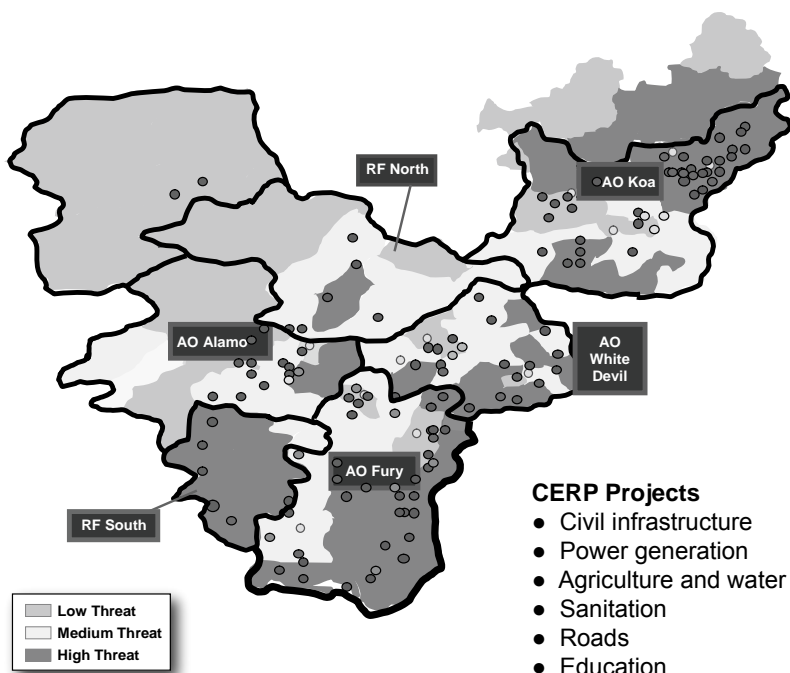 RF North
AO Koa
AO Alamo
AO
White
Devil
AO Fury
RF South
CERP Projects
● Civil infrastructure
● Power generation
● Agriculture and water
● Sanitation
● Roads
● Education
Low Threat
Medium Threat
High Threat